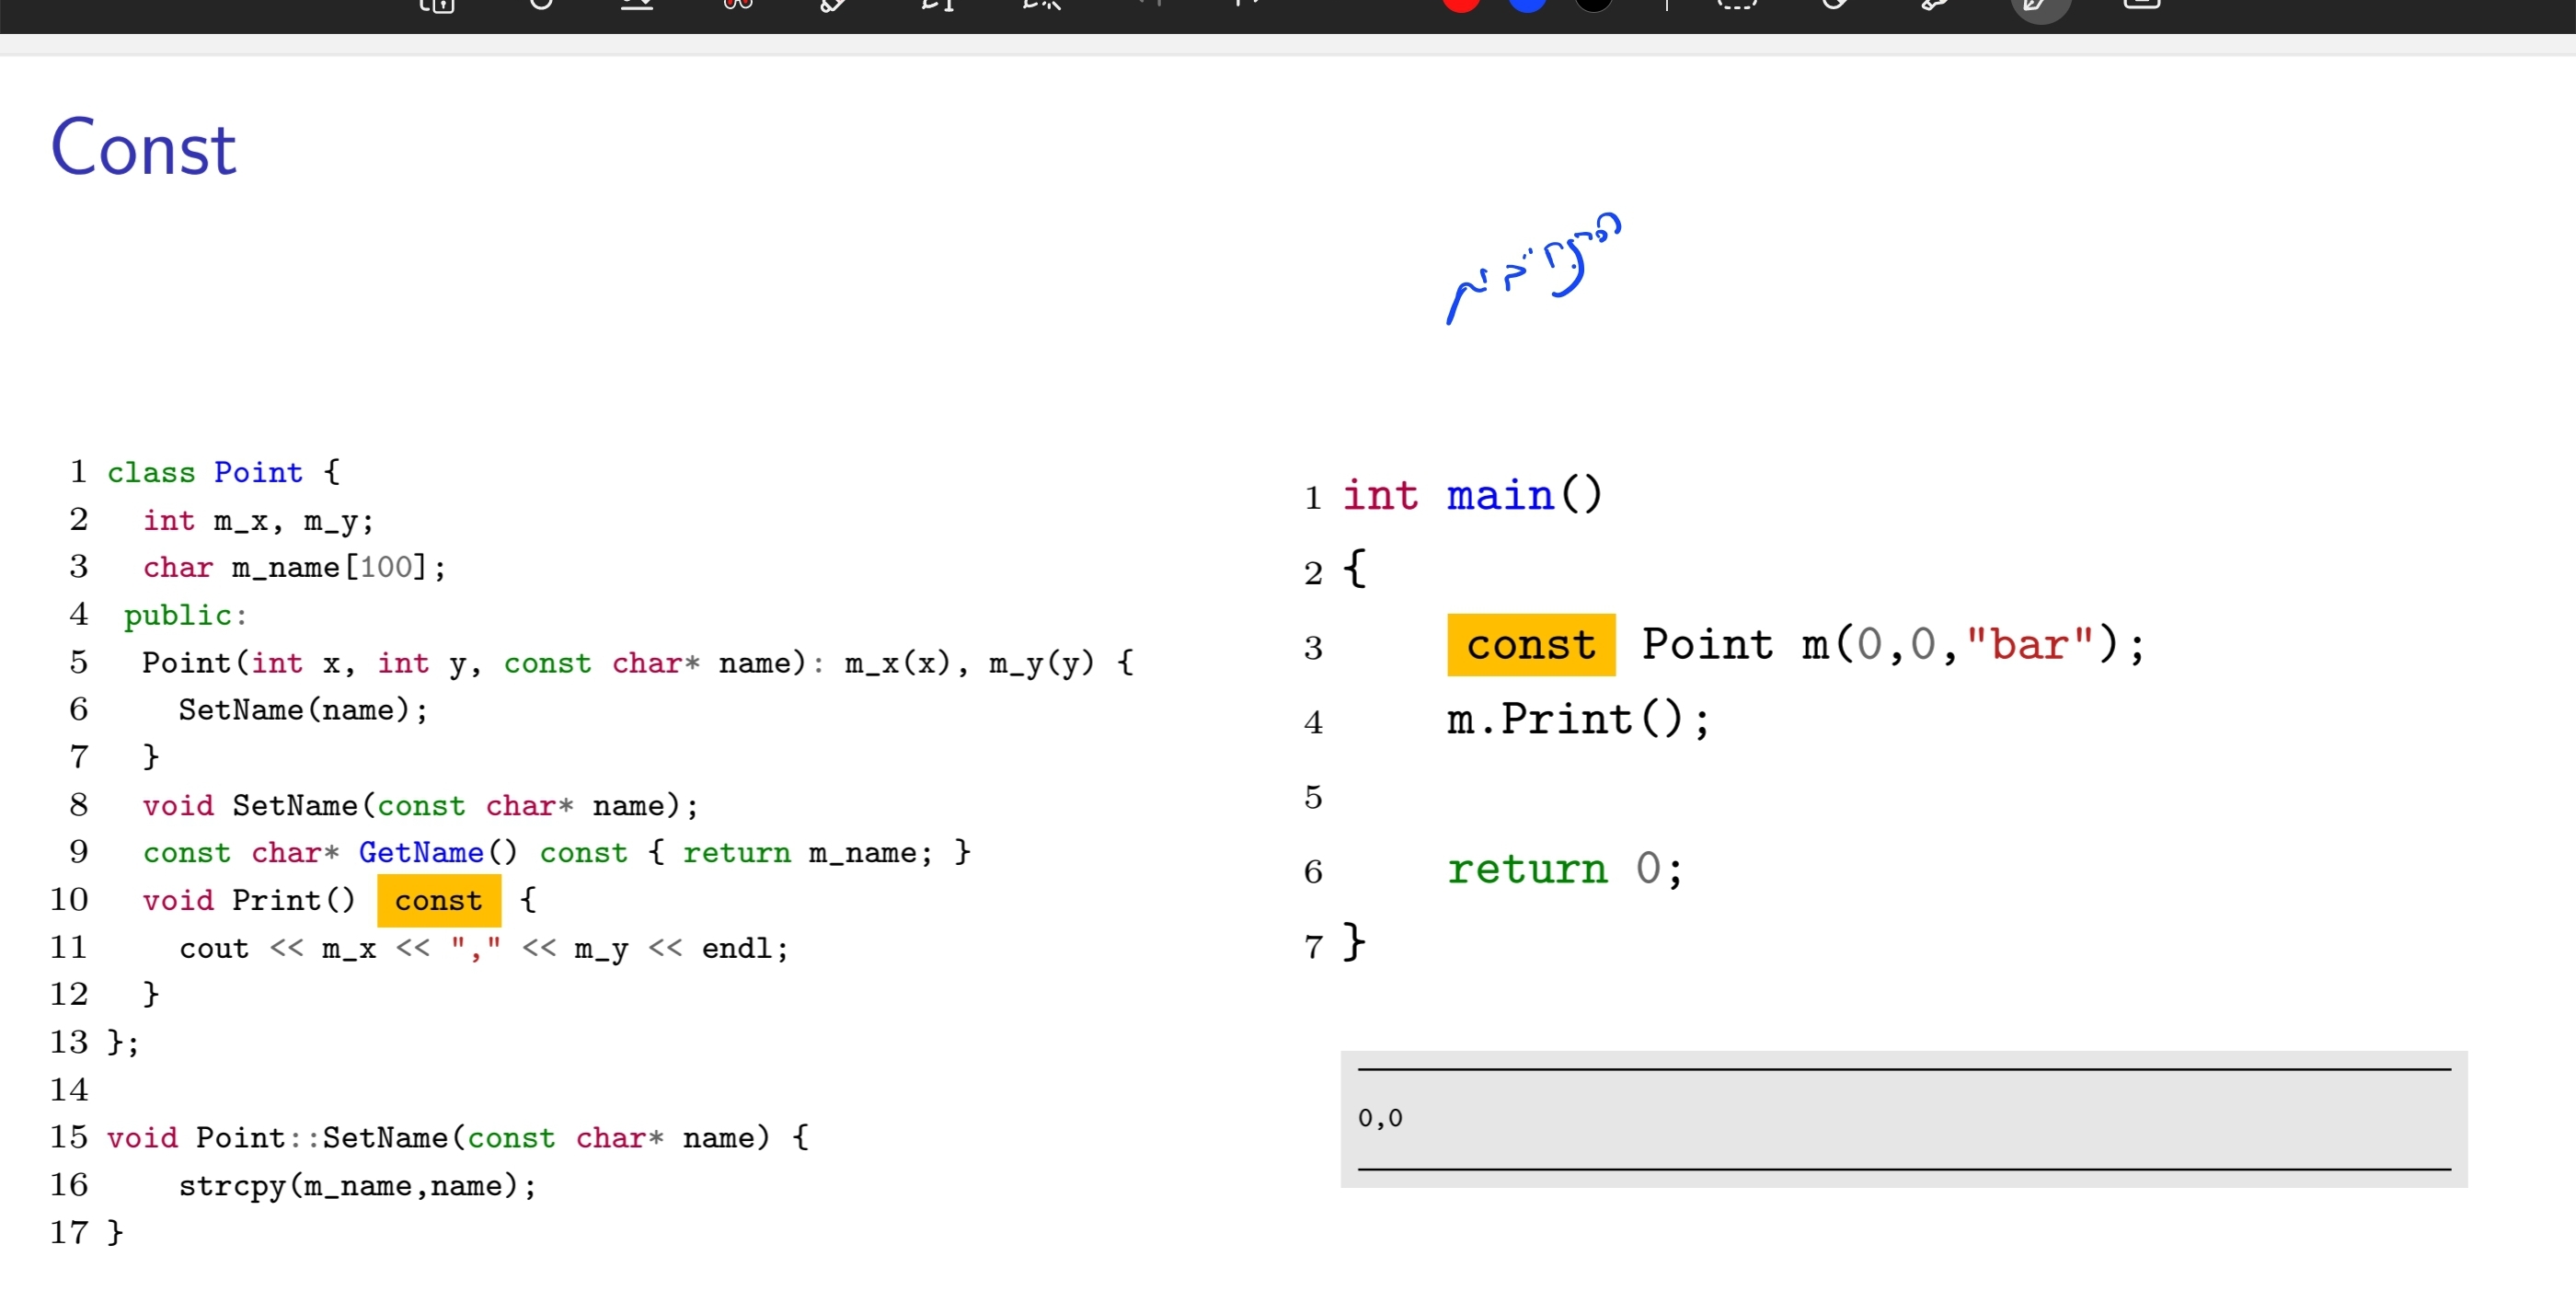 Const
1 class Point {
2 int m_x, m_y;
3 char m_name[100];
4 public:
5 Point(int x, int y, const char* name): m_x(x), m_y(y) {
6 SetName(name);
7 }
8 void SetName(const char* name);
9 const char* GetName() const { return m_name; }
10 void Print() const {
11 cout << m_x << "," << m_y << endl;
12 }
13 };
14
15 void Point::SetName(const char* name) {
16 strcpy(m_name,name);
17 }
1 int main()
2 {
3 const Point m(0,0,"bar");
4 m.Print();
5
6 return 0;
7 }
0,0